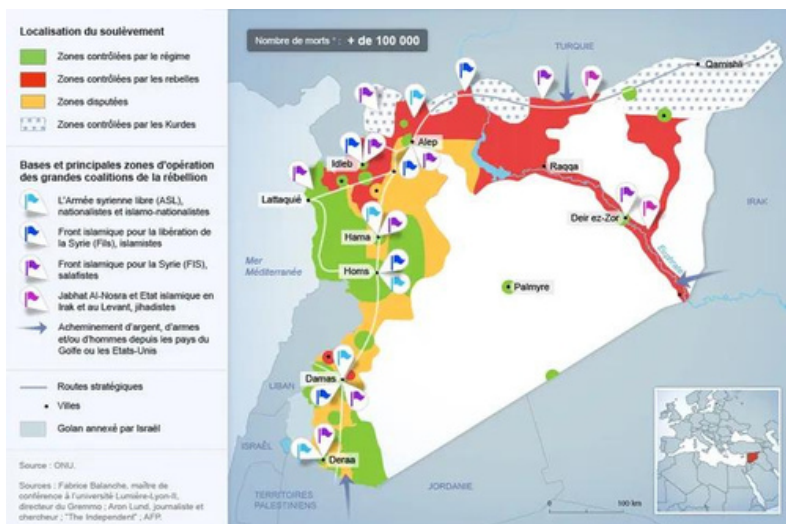 Localisation du soulèvement
Zones contrôlées par le régime
Zones contrôlées par les rebelles
Zones disputées
Zones contrôlées par les Kurdes
Bases et principales zones d'opération
des grandes coalitions de la rébellion
L'Armée syrienne libre (ASL),
nationalistes et islamo-nationalistes
Front islamique pour la libération de
la Syrie (Fils), islamistes
Front islamique pour la Syrie (FIS),
salafistes
Jabhat Al-Nosra et Etat islamique en
Irak et au Levant, jihadistes
Acheminement d'argent, d'armes
et/ou d'hommes depuis les pays du
Golfe ou les Etats-Unis
Routes stratégiques
Villes
Golan annexé par Israël
Source : ONU.
Sources : Fabrice Balanche, maître de
conférence à l'université Lumière-Lyon-II,
directeur du Gremmo ; Aron Lund, journaliste et
chercheur ; "The Independent" ; AFP.
Nombre de morts * : + de 100 000
TURQUIE
Qamishli
Alep
Idleb
Raqqa
Lattaquié
IRAK
Deir ez-Zor
Hama
Euphrate
Mer
Méditerranée
Homs
Palmyre
LIBAN
Damas
ISRAËL
Deraa
JORDANIE
TERRITOIRES
PALESTINIENS
0
100 km